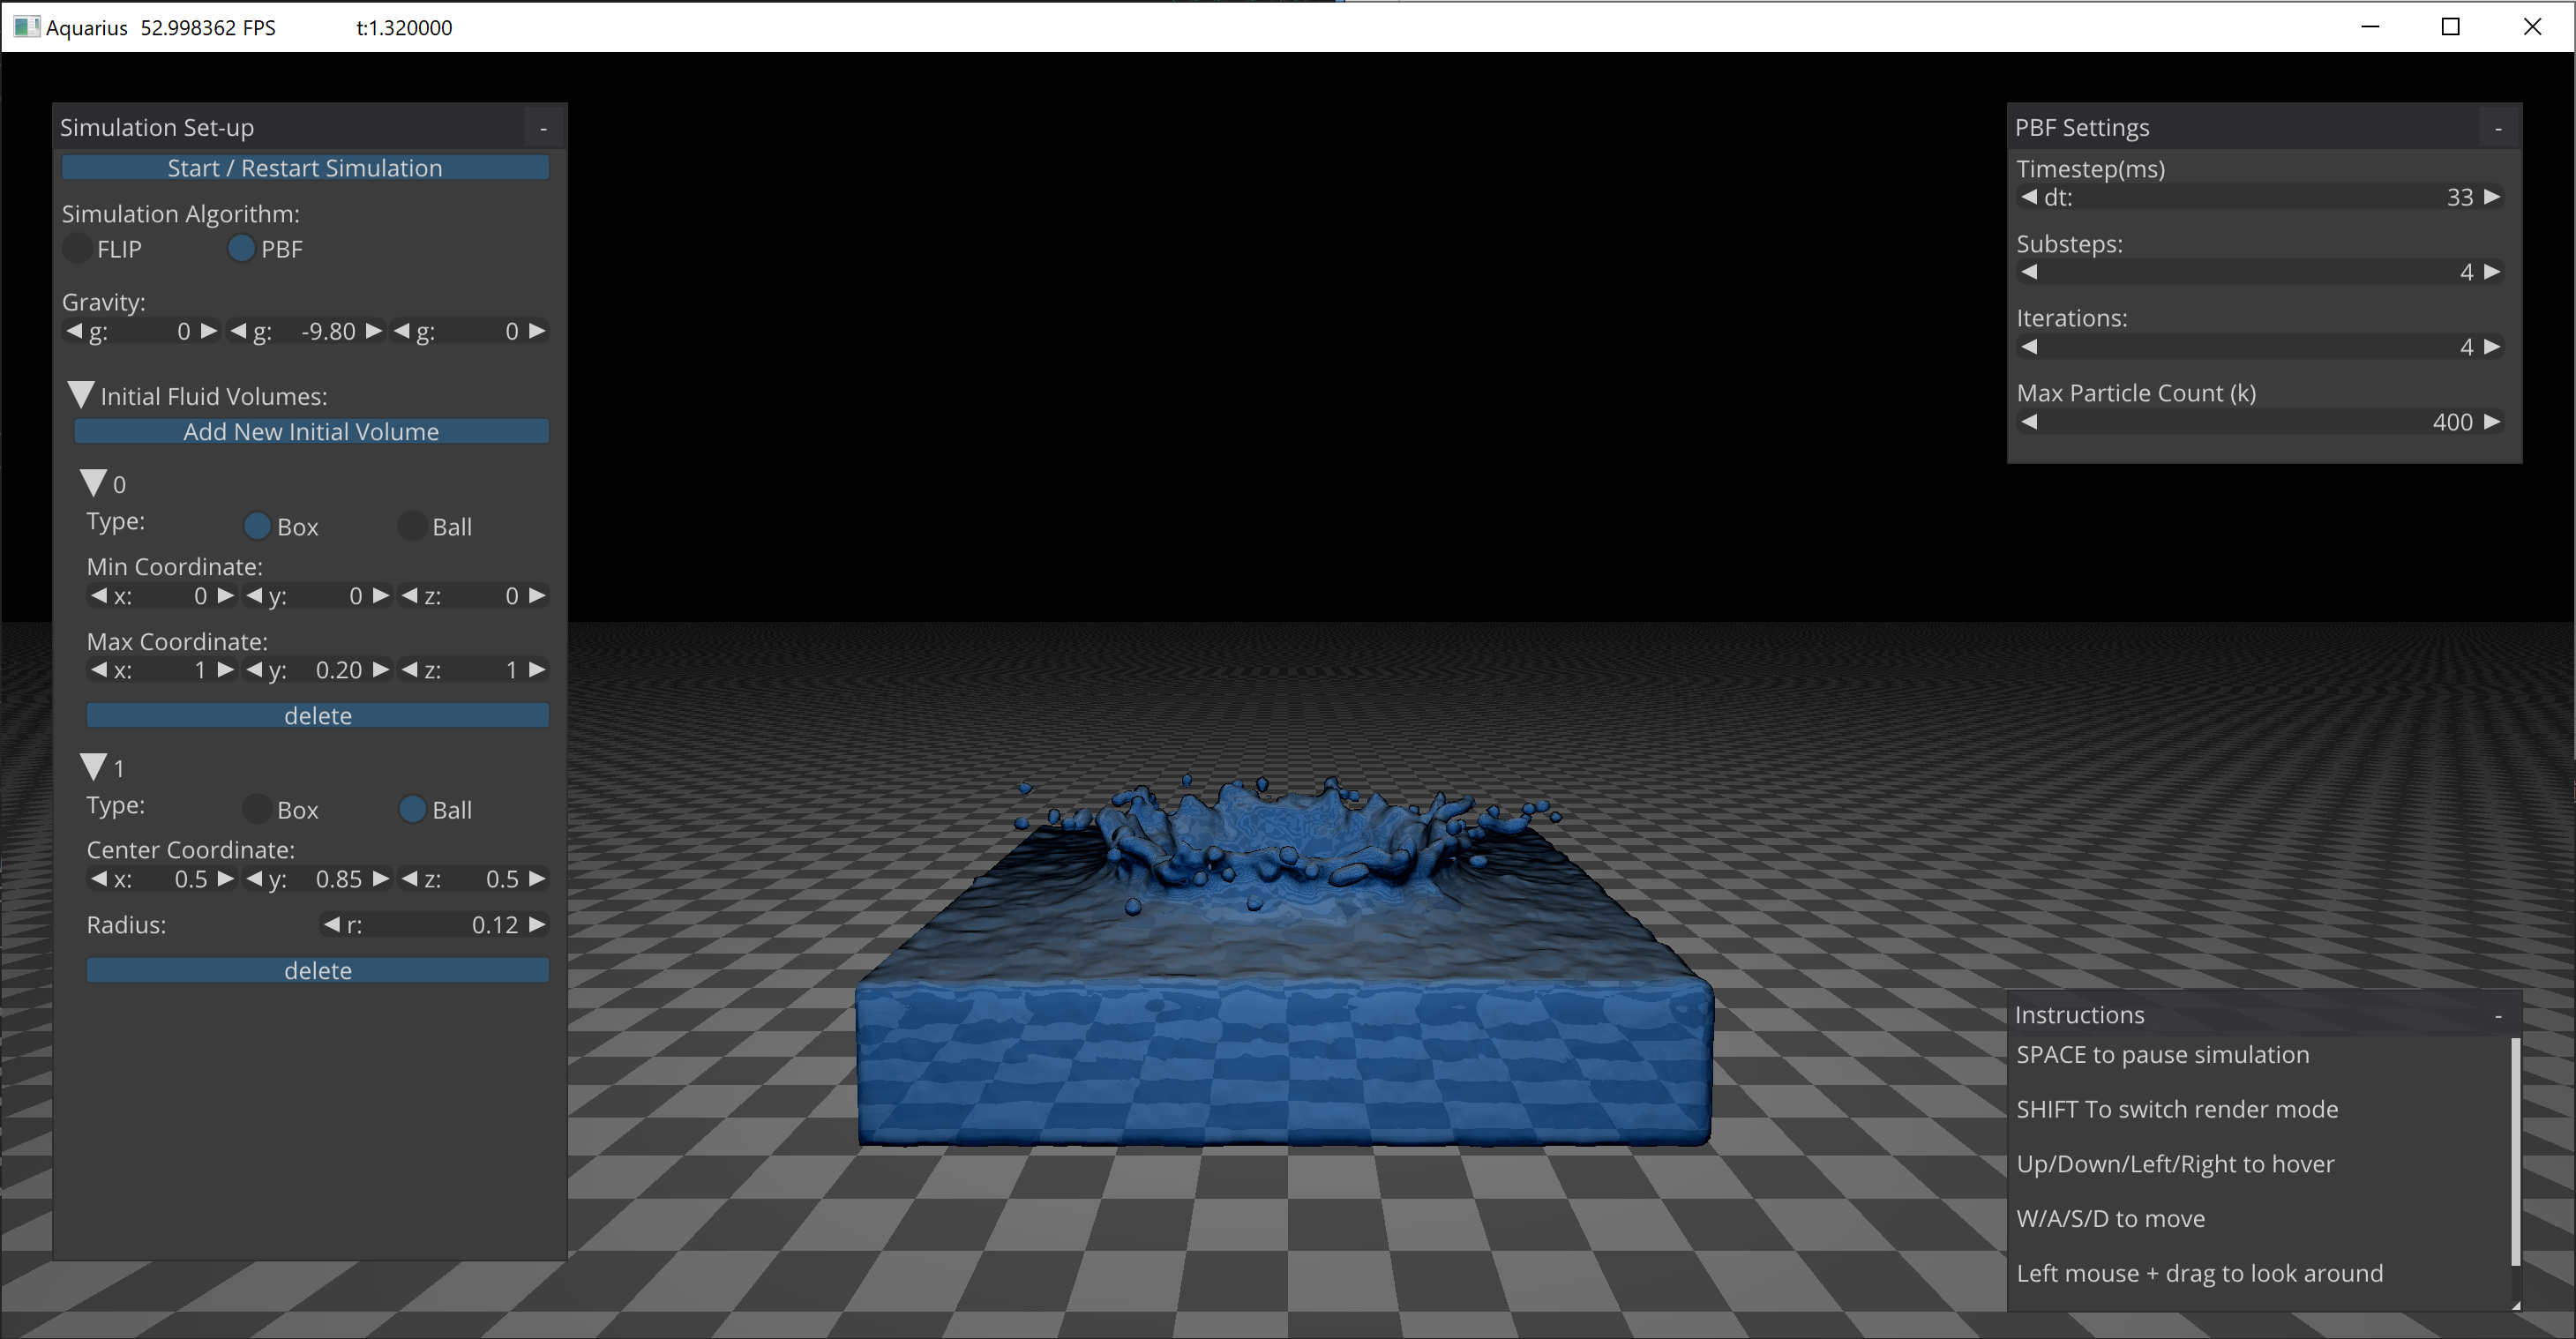 Aquarius 52.998362 FPS t:1.320000
Simulation Set-up -
Start / Restart Simulation
Simulation Algorithm:
FLIP PBF
Gravity:
g: 0 g: -9.80 g: 0
Initial Fluid Volumes:
Add New Initial Volume
0
Type: Box Ball
Min Coordinate:
x: 0 y: 0 z: 0
Max Coordinate:
x: 1 y: 0.20 z: 1
delete
1
Type: Box Ball
Center Coordinate:
x: 0.5 y: 0.85 z: 0.5
Radius: r: 0.12
delete
PBF Settings -
Timestep(ms)
dt: 33
Substeps:
4
Iterations:
4
Max Particle Count (k)
400
Instructions -
SPACE to pause simulation
SHIFT To switch render mode
Up/Down/Left/Right to hover
W/A/S/D to move
Left mouse + drag to look around